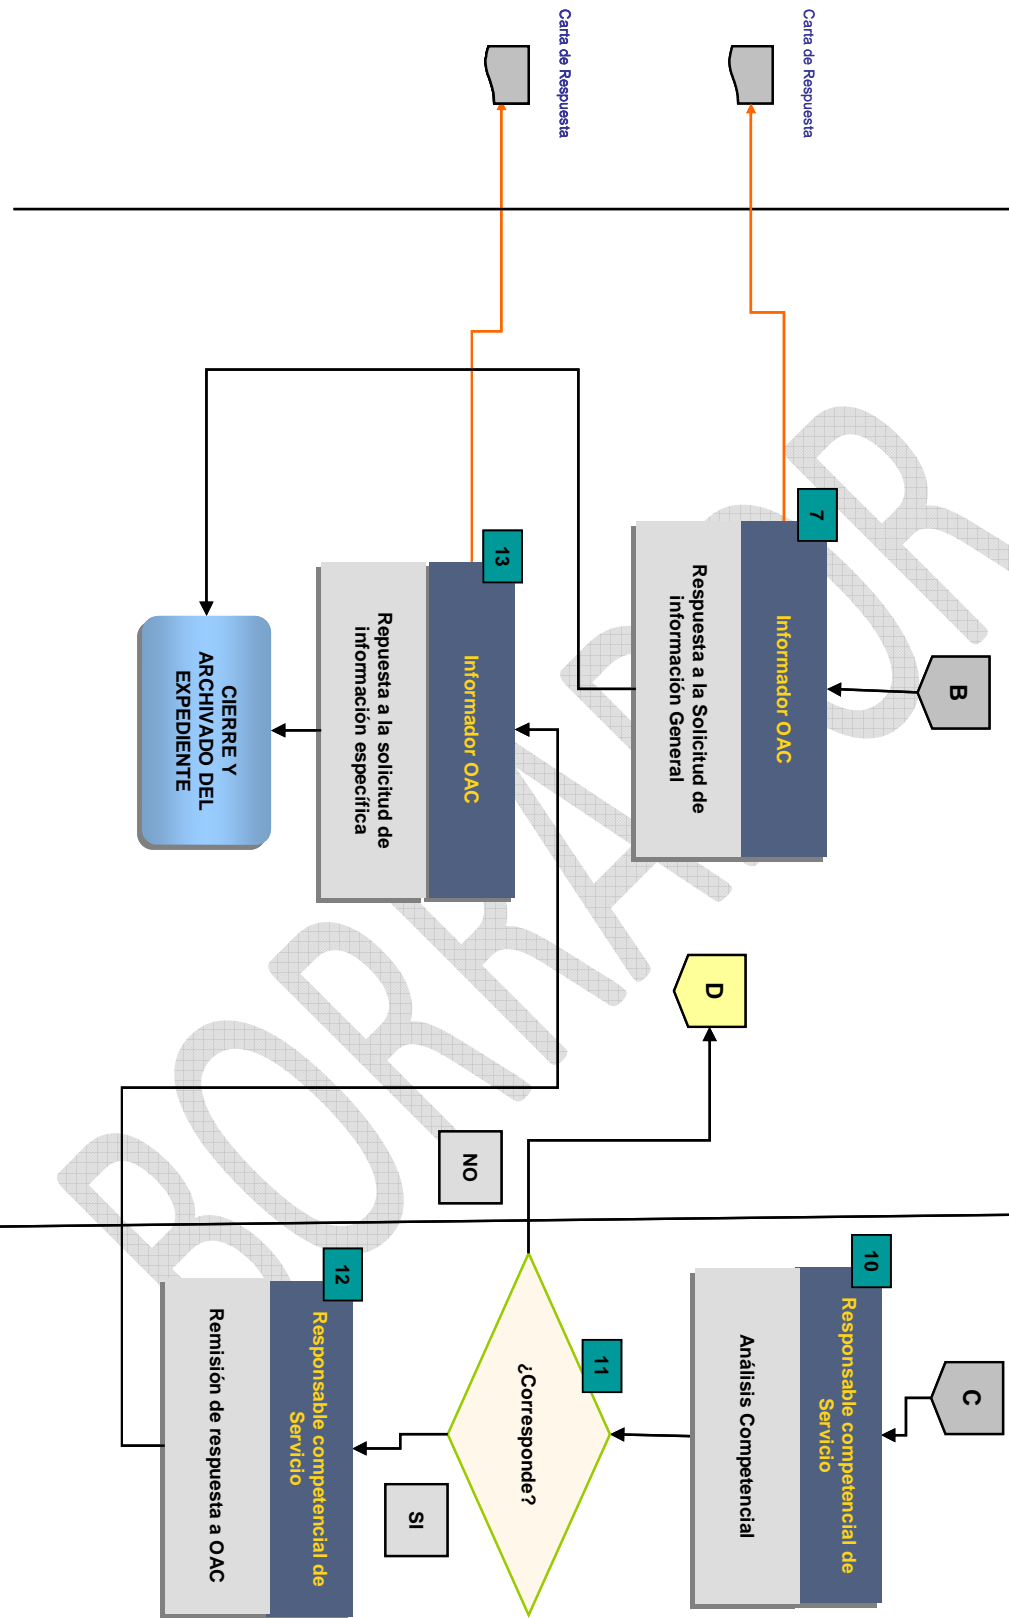 Carta de Respuesta
Carta de Respuesta
B
7
Informador OAC
Respuesta a la Solicitud de
información General
13
Informador OAC
Repuesta a la solicitud de
información específica
CIERRE Y
ARCHIVADO DEL
EXPEDIENTE
D
NO
C
10
Responsable competencial de
Servicio
Análisis Competencial
11
¿Corresponde?
SI
12
Responsable competencial de
Servicio
Remisión de respuesta a OAC
BORRADOR